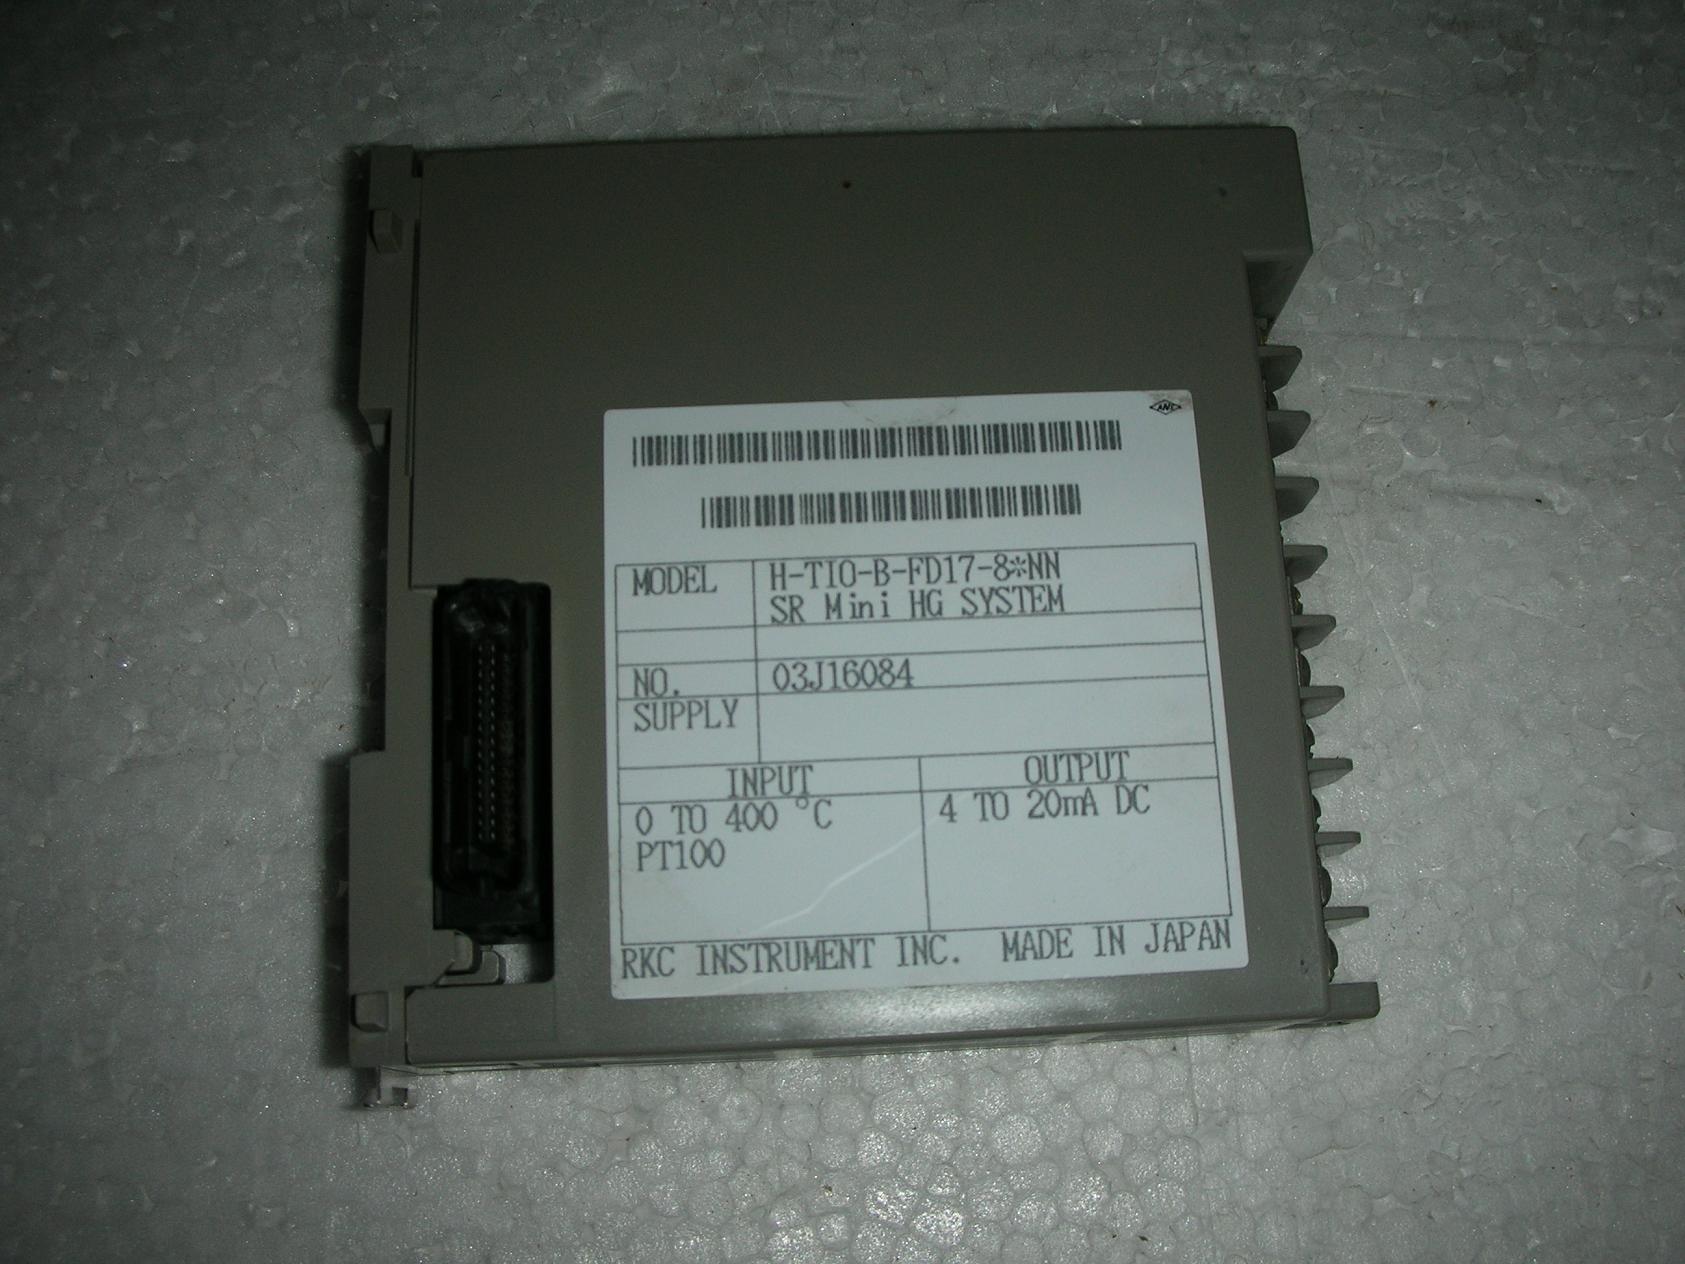 MODEL H-TIO-B-FD17-8*NN
SR Mini HG SYSTEM
NO. 03J16084
SUPPLY
INPUT OUTPUT
0 TO 400 °C 4 TO 20mA DC
PT100
RKC INSTRUMENT INC. MADE IN JAPAN